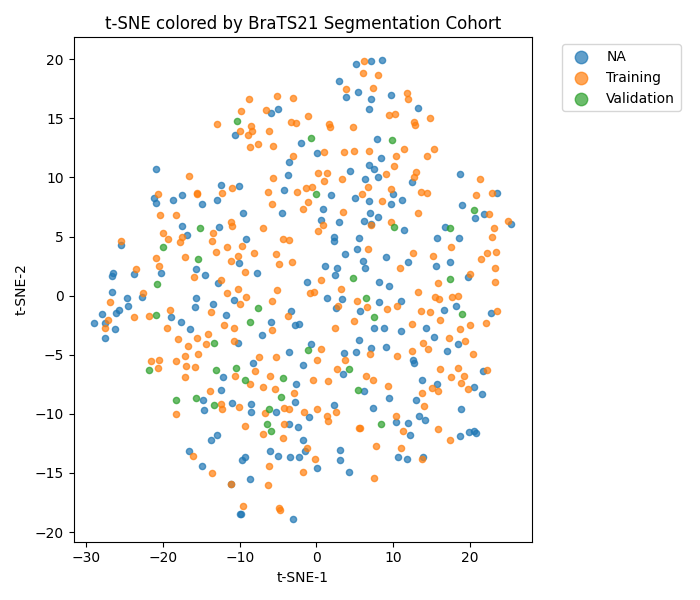 t-SNE colored by BraTS21 Segmentation Cohort
NA
Training
Validation
20
15
10
5
0
−5
−10
−15
−20
t-SNE-2
−30
−20
−10
0
10
20
t-SNE-1